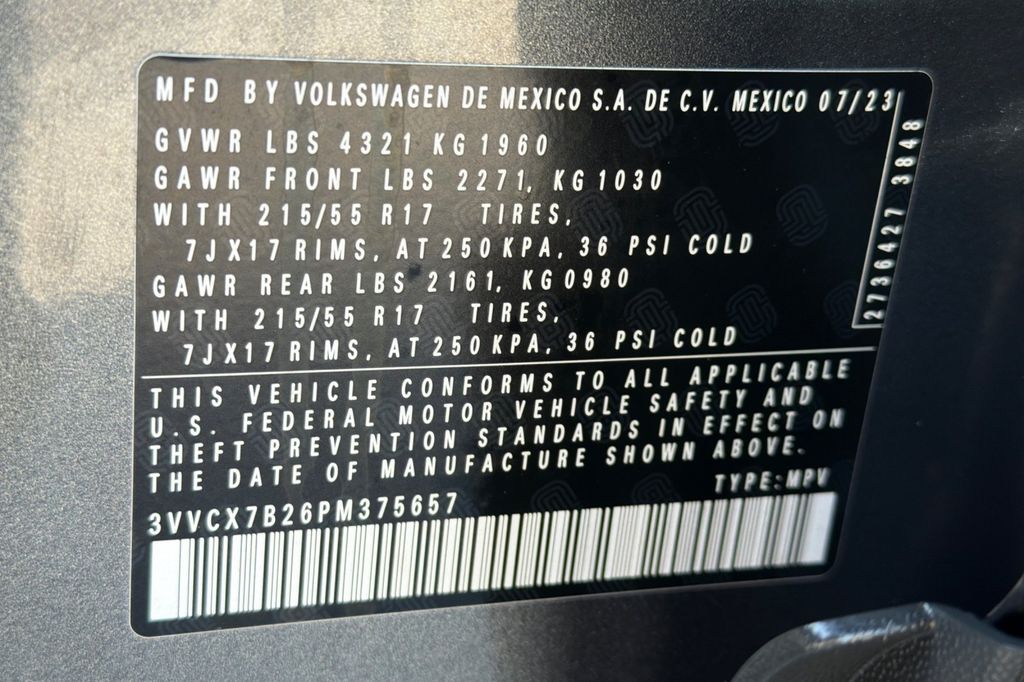 MFD BY VOLKSWAGEN DE MEXICO S.A. DE C.V. MEXICO 07/23
GVWR LBS 4321 KG 1960
GAWR FRONT LBS 2271, KG 1030
WITH 215/55 R17 TIRES,
7JX17 RIMS, AT 250 KPA, 36 PSI COLD
GAWR REAR LBS 2161, KG 0980
WITH 215/55 R17 TIRES,
7JX17 RIMS, AT 250 KPA, 36 PSI COLD
2736427 3848
THIS VEHICLE CONFORMS TO ALL APPLICABLE
U.S. FEDERAL MOTOR VEHICLE SAFETY AND
THEFT PREVENTION STANDARDS IN EFFECT ON
THE DATE OF MANUFACTURE SHOWN ABOVE.
TYPE:MPV
3VVCX7B26PM375657